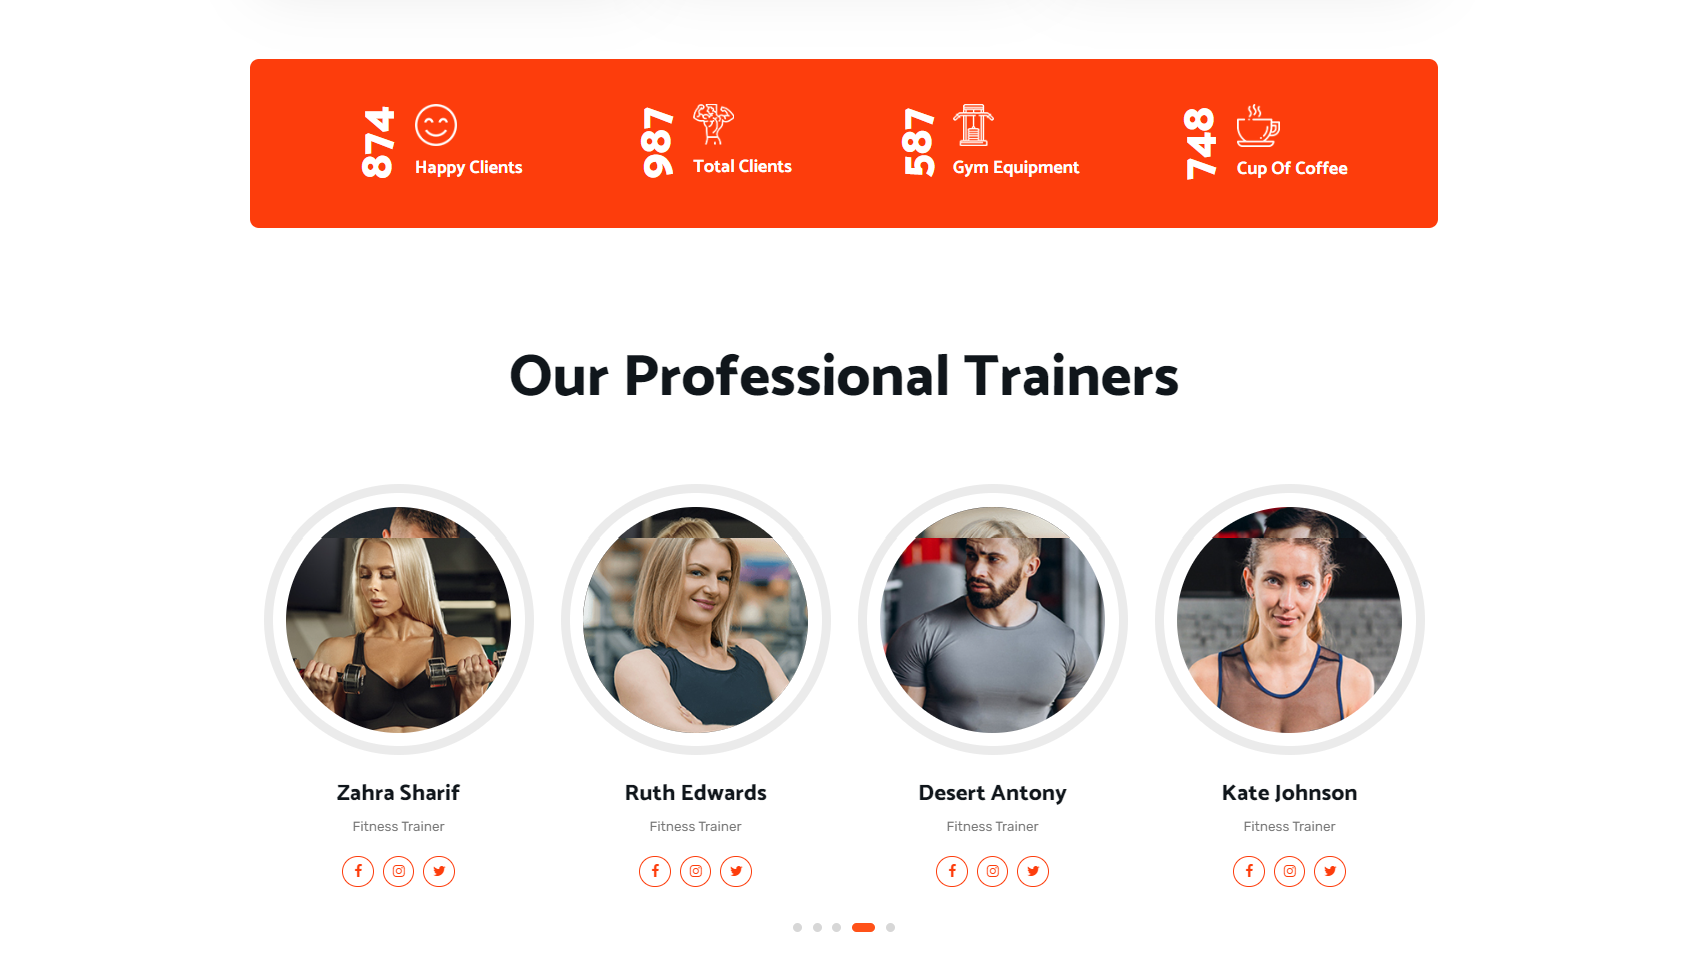 874
Happy Clients
987
Total Clients
587
Gym Equipment
748
Cup Of Coffee
Our Professional Trainers
Zahra Sharif
Fitness Trainer
Ruth Edwards
Fitness Trainer
Desert Antony
Fitness Trainer
Kate Johnson
Fitness Trainer